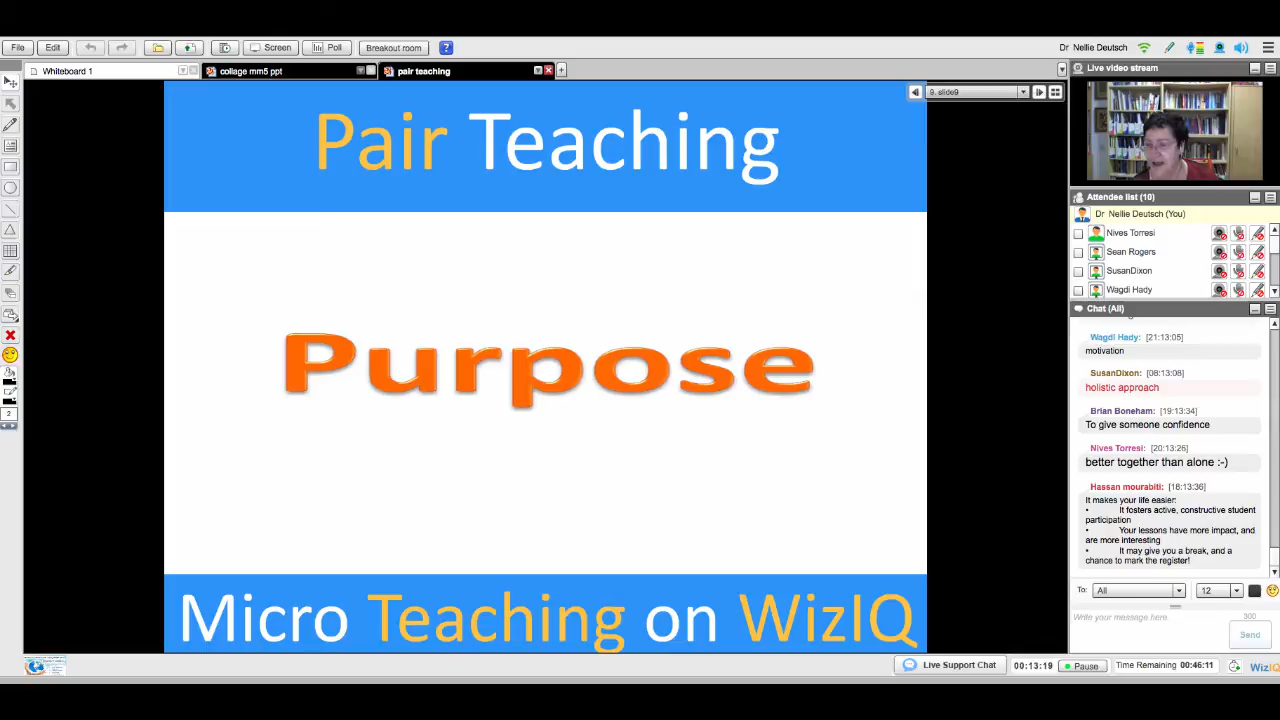 File
Edit
Screen
Poll
Breakout room
?
Dr Nellie Deutsch
Whiteboard 1
collage mm5 ppt
pair teaching
Live video stream
9. slide9
Pair Teaching
Purpose
Micro Teaching on WizIQ
Attendee list (10)
Dr Nellie Deutsch (You)
Nives Torresi
Sean Rogers
SusanDixon
Wagdi Hady
Chat (All)
Wagdi Hady: [21:13:05]
motivation
SusanDixon: [08:13:08]
holistic approach
Brian Boneham: [19:13:34]
To give someone confidence
Nives Torresi: [20:13:26]
better together than alone :-)
Hassan mourabiti: [18:13:36]
It makes your life easier:
• It fosters active, constructive student
participation
• Your lessons have more impact, and
are more interesting
• It may give you a break, and a
chance to mark the register!
To: All 12
Write your message here
300
Send
2
Live Support Chat
00:13:19
Pause
Time Remaining 00:46:11
WizIQ